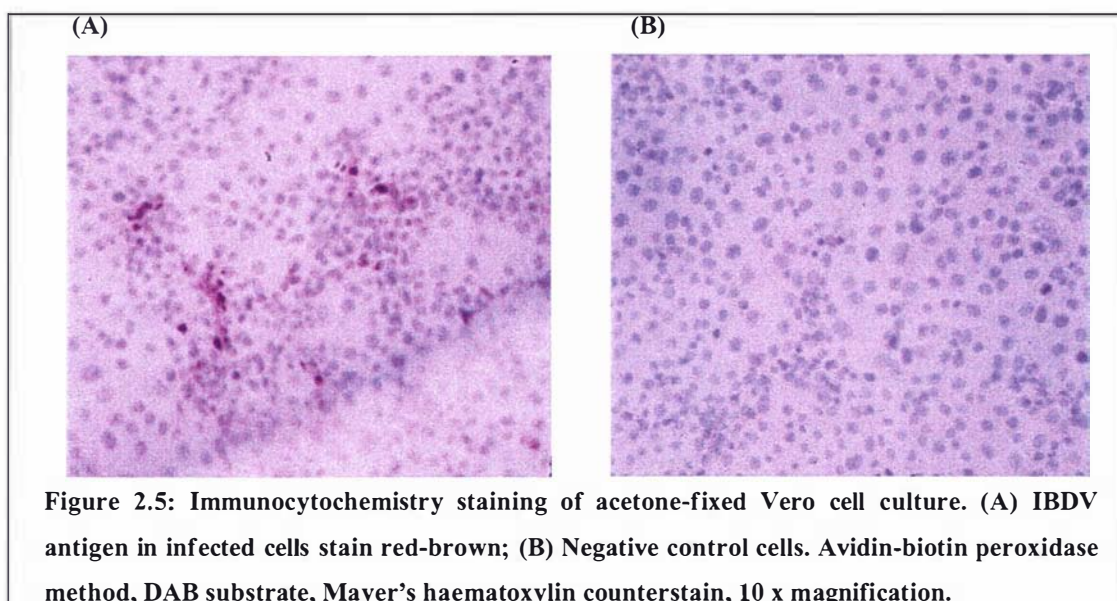 (A) (B)
Figure 2.5: Immunocytochemistry staining of acetone-fixed Vero cell culture. (A) IBDV
antigen in infected cells stain red-brown; (B) Negative control cells. Avidin-biotin peroxidase
method, DAB substrate, Mayer's haematoxylin counterstain, 10 x magnification.